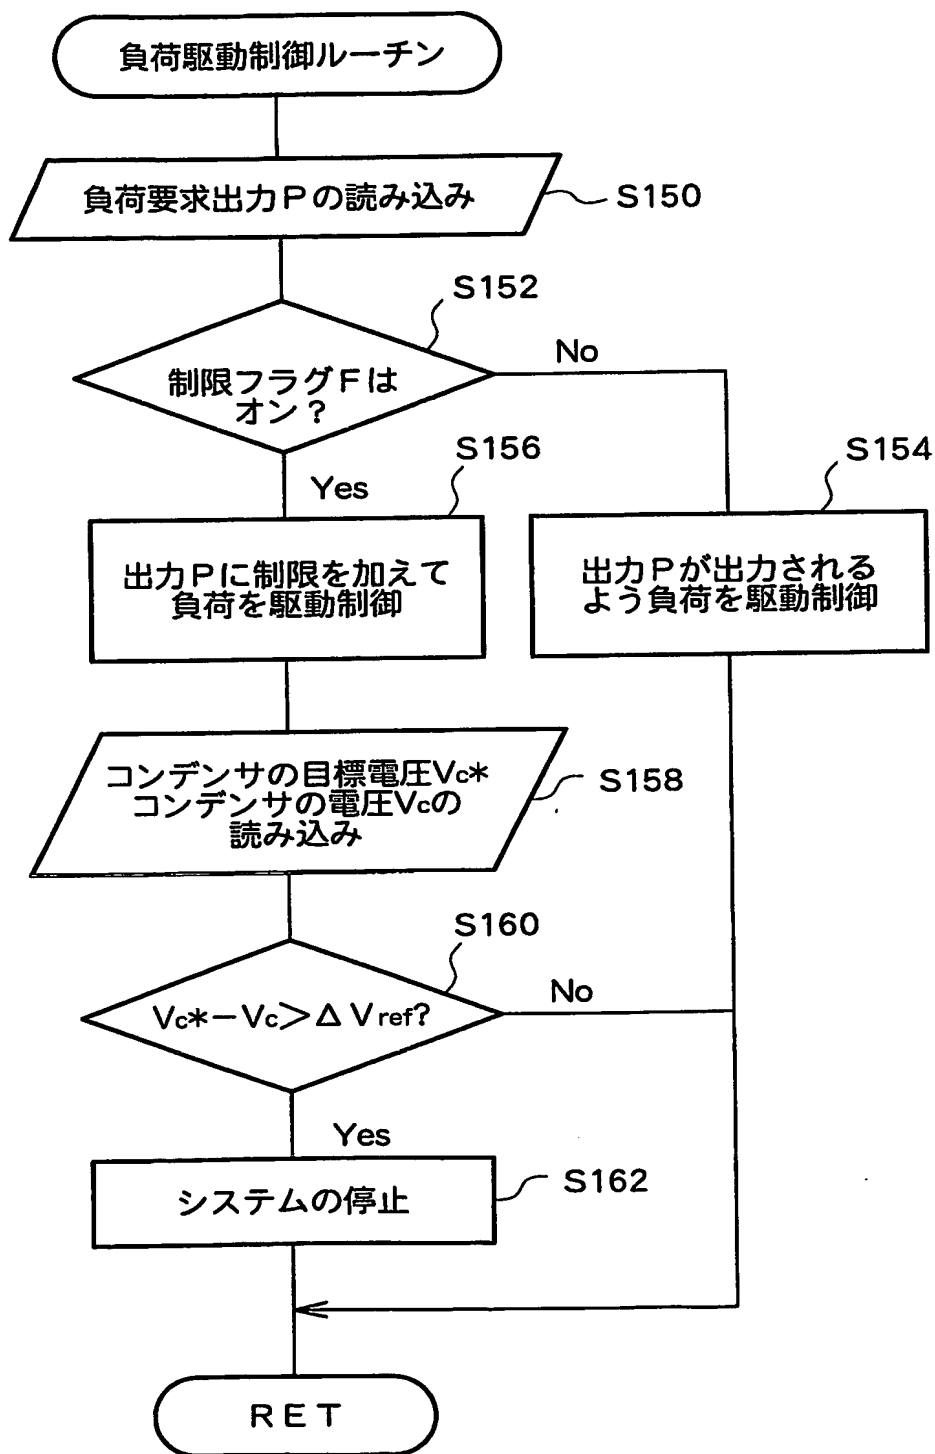 負荷駆動制御ルーチン
負荷要求出力Pの読み込み
S150
S152
制限フラグFは
オン?
No
Yes
S156
出力Pに制限を加えて
負荷を駆動制御
S154
出力Pが出力される
よう負荷を駆動制御
コンデンサの目標電圧Vc*
コンデンサの電圧Vcの
読み込み
S158
S160
Vc*-Vc>ΔVref?
No
Yes
システムの停止
S162
RET